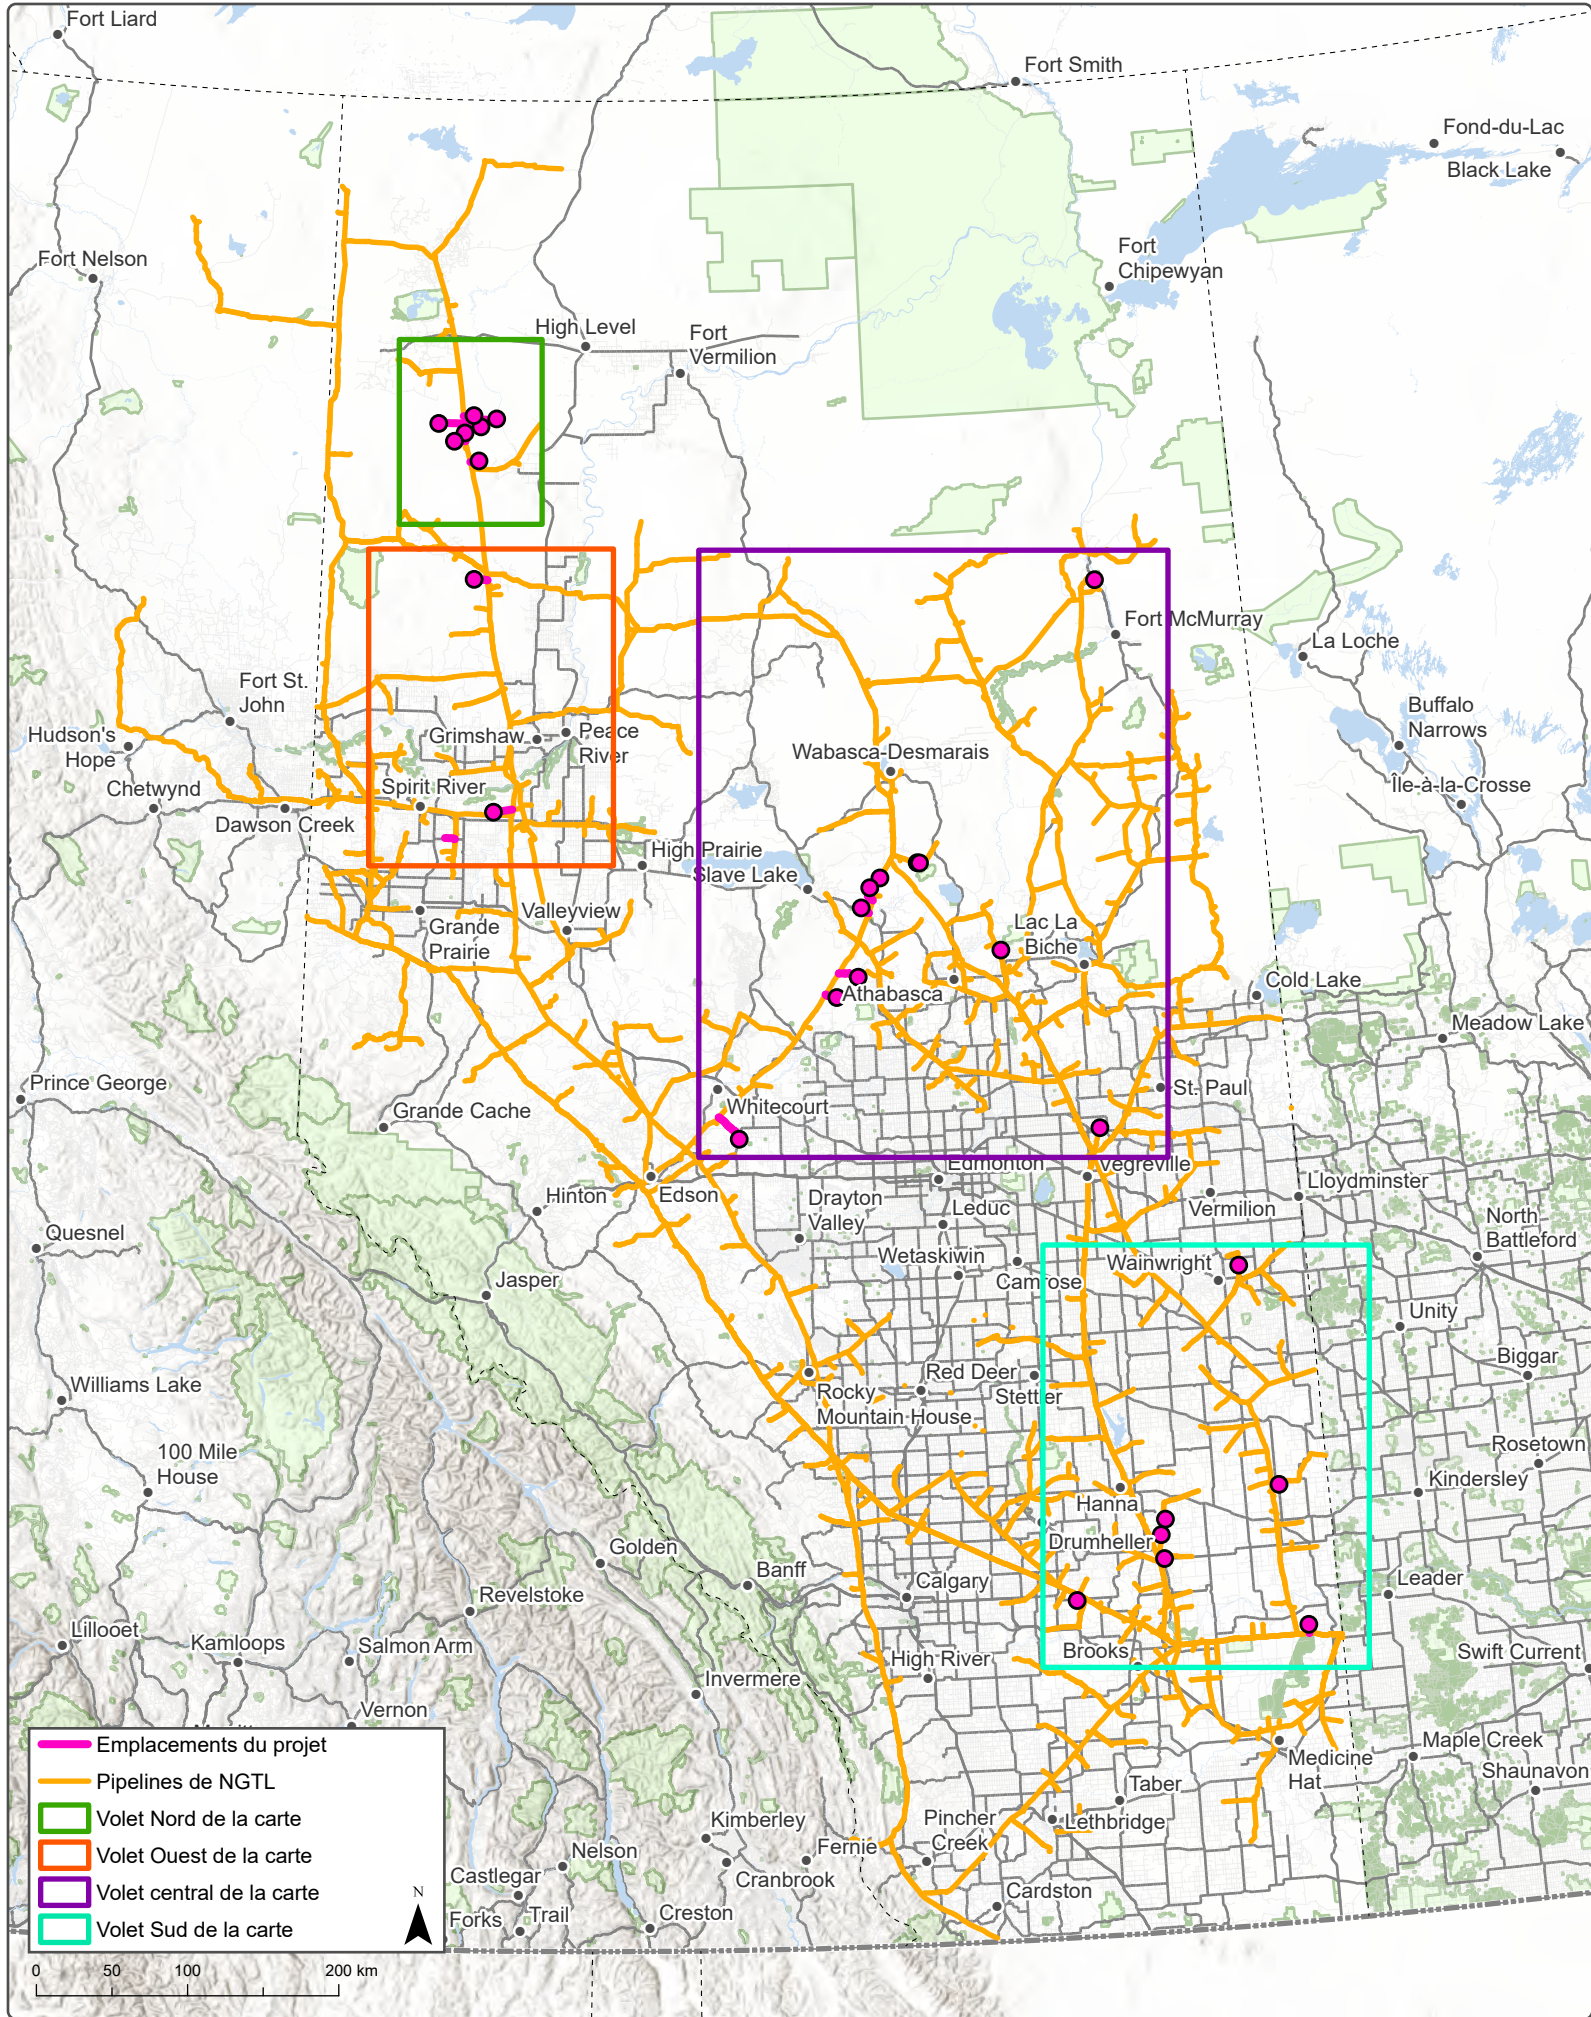 Fort Liard
Fort Smith
Fond-du-Lac
Black Lake
Fort
Chipewyan
Fort Nelson
High Level
Fort
Vermilion
Fort McMurray
La Loche
Fort St.
John
Buffalo
Narrows
Hudson's
Hope
Grimshaw
Peace
River
Wabasca-Desmarais
Chetwynd
Spirit River
Île-à-la-Crosse
Dawson Creek
High Prairie
Slave Lake
Valleyview
Grande
Prairie
Lac La
Biche
Athabasca
Cold Lake
Meadow Lake
Prince George
Grande Cache
Whitecourt
St. Paul
Edmonton
Vegreville
Hinton
Edson
Drayton
Valley
Leduc
Vermilion
Lloydminster
North
Battleford
Quesnel
Wetaskiwin
Camrose
Wainwright
Jasper
Unity
Biggar
Williams Lake
Rocky
Mountain House
Red Deer
Stettler
100 Mile
House
Rosetown
Kindersley
Hanna
Drumheller
Golden
Banff
Calgary
Leader
Revelstoke
Lillooet
Kamloops
Salmon Arm
High River
Brooks
Swift Current
Invermere
Vernon
Maple Creek
Medicine
Hat
Shaunavon
Taber
Lethbridge
Pincher
Creek
Kimberley
Fernie
Cranbrook
Nelson
Castlegar
Cardston
Forks
Trail
Creston
Emplacements du projet
Pipelines de NGTL
Volet Nord de la carte
Volet Ouest de la carte
Volet central de la carte
Volet Sud de la carte
N
0 50 100 200 km